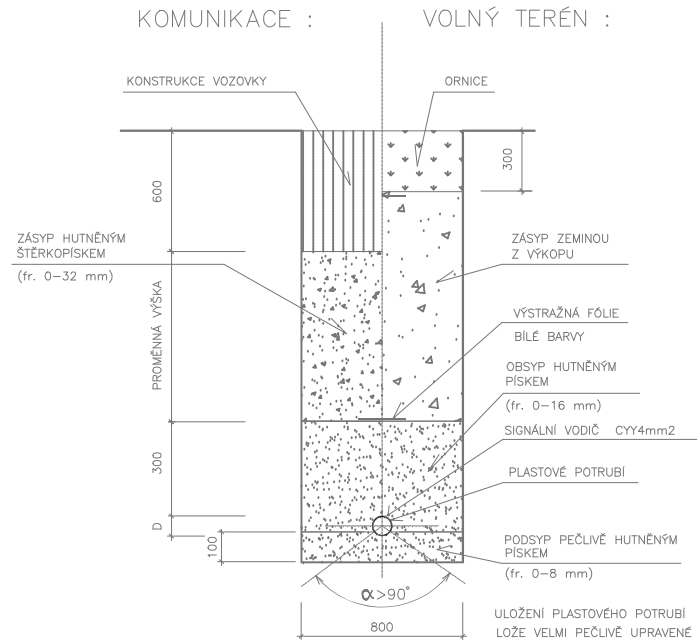 KOMUNIKACE :
VOLNÝ TERÉN :
KONSTRUKCE VOZOVKY
ORNICE
600
300
ZÁSYP HUTNĚNÝM
ŠTĚRKOPÍSKEM
(fr. 0–32 mm)
ZÁSYP ZEMINOU
Z VÝKOPU
PROMĚNNÁ VÝŠKA
VÝSTRAŽNÁ FÓLIE
BÍLÉ BARVY
OBSYP HUTNĚNÝM
PÍSKEM
(fr. 0–16 mm)
SIGNÁLNÍ VODIČ CYY4mm2
300
PLASTOVÉ POTRUBÍ
D
100
PODSYP PEČLIVĚ HUTNĚNÝM
PÍSKEM
(fr. 0–8 mm)
α>90°
800
ULOŽENÍ PLASTOVÉHO POTRUBÍ
LOŽE VELMI PEČLIVĚ UPRAVENÉ